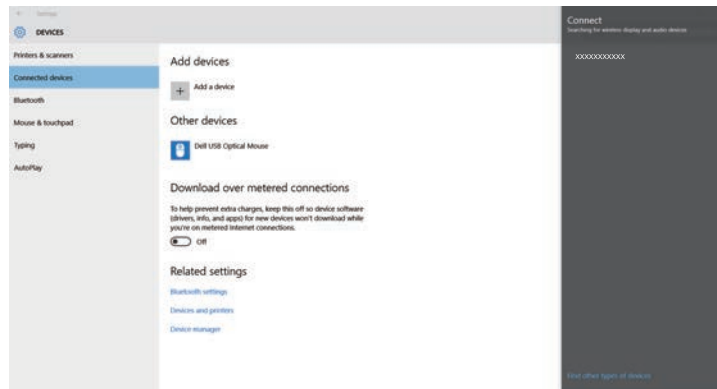 Settings
DEVICES
Printers & scanners
Connected devices
Bluetooth
Mouse & touchpad
Typing
AutoPlay
Add devices
Add a device
Other devices
Dell USB Optical Mouse
Download over metered connections
To help prevent extra charges, keep this off so device software
(drivers, info, and apps) for new devices won't download while
you're on metered Internet connections.
Off
Related settings
Bluetooth settings
Devices and printers
Device manager
Connect
Searching for wireless display and audio devices
xxxxxxxxxxx
Find other types of devices